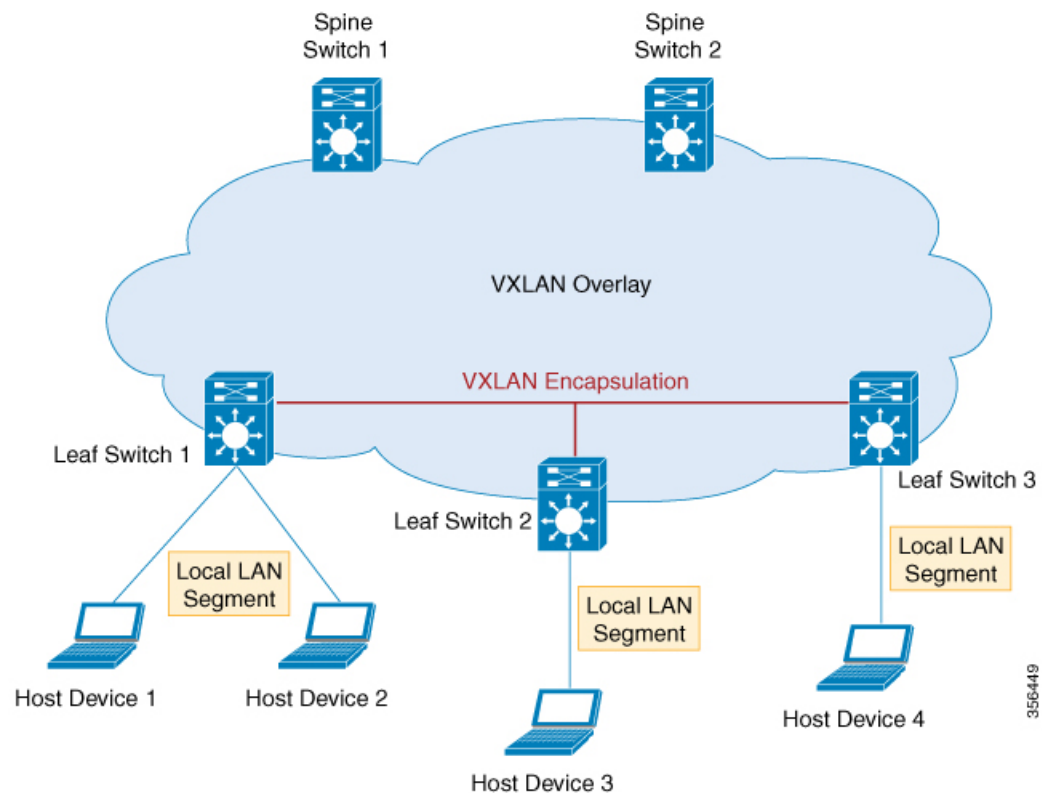 Spine
Switch 1
Spine
Switch 2
VXLAN Overlay
VXLAN Encapsulation
Leaf Switch 1
Leaf Switch 2
Leaf Switch 3
Local LAN
Segment
Local LAN
Segment
Local LAN
Segment
Host Device 1
Host Device 2
Host Device 3
Host Device 4
356449